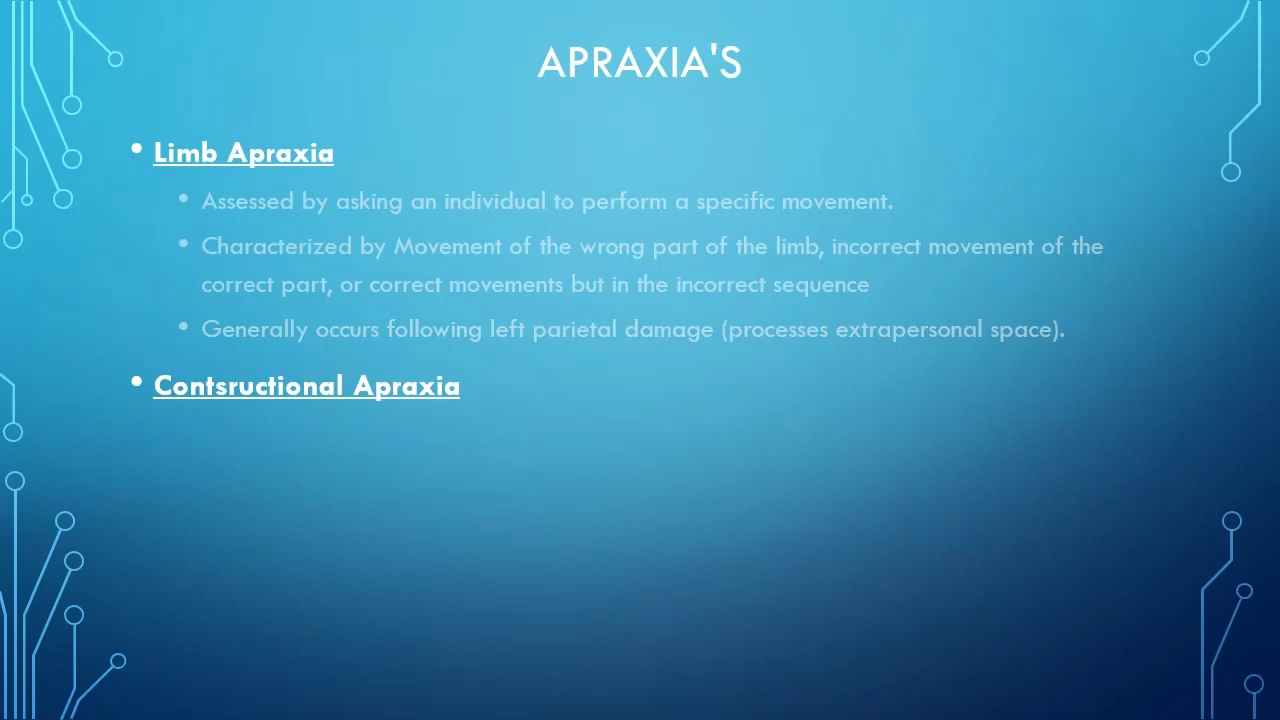 APRAXIA'S
• Limb Apraxia
• Assessed by asking an individual to perform a specific movement.
• Characterized by Movement of the wrong part of the limb, incorrect movement of the
correct part, or correct movements but in the incorrect sequence
• Generally occurs following left parietal damage (processes extrapersonal space).
• Contsructional Apraxia